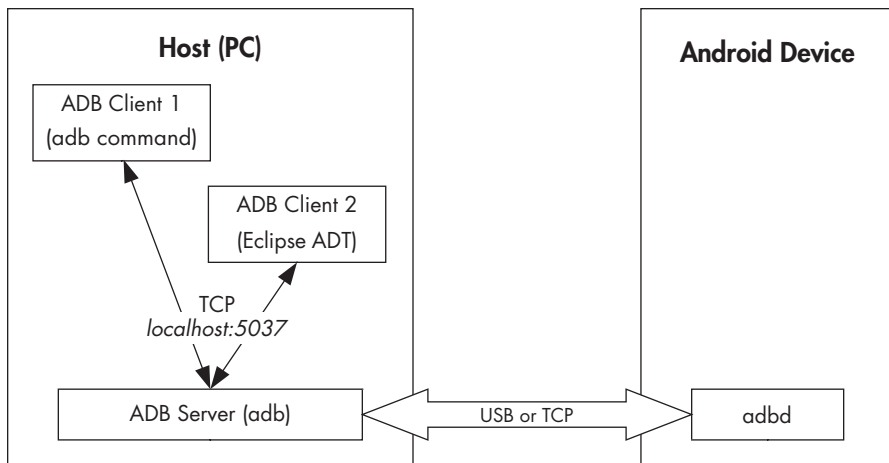 Host (PC)
Android Device
ADB Client 1
(adb command)
ADB Client 2
(Eclipse ADT)
TCP
localhost:5037
ADB Server (adb)
USB or TCP
adbd